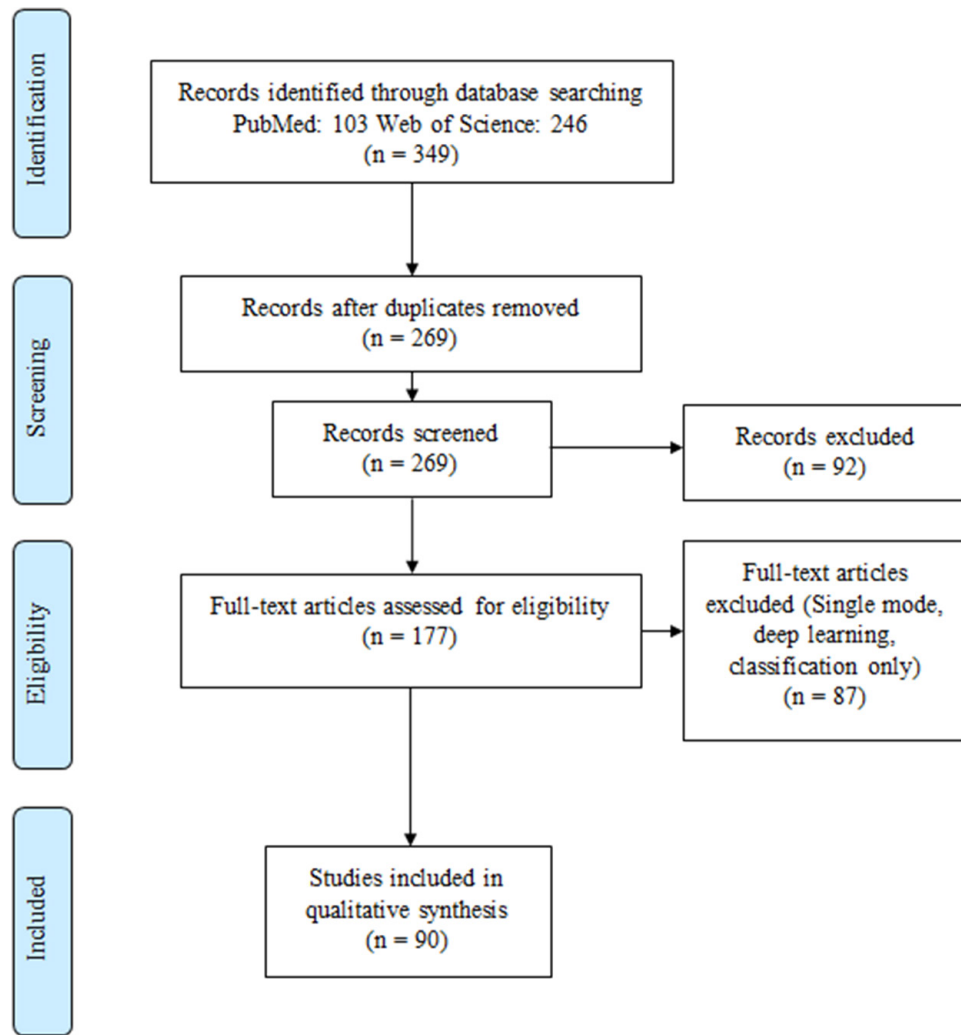 Identification
Records identified through database searching
PubMed: 103 Web of Science: 246
(n = 349)
Screening
Records after duplicates removed
(n = 269)
Records screened
(n = 269)
Records excluded
(n = 92)
Eligibility
Full-text articles assessed for eligibility
(n = 177)
Full-text articles
excluded (Single mode,
deep learning,
classification only)
(n = 87)
Included
Studies included in
qualitative synthesis
(n = 90)